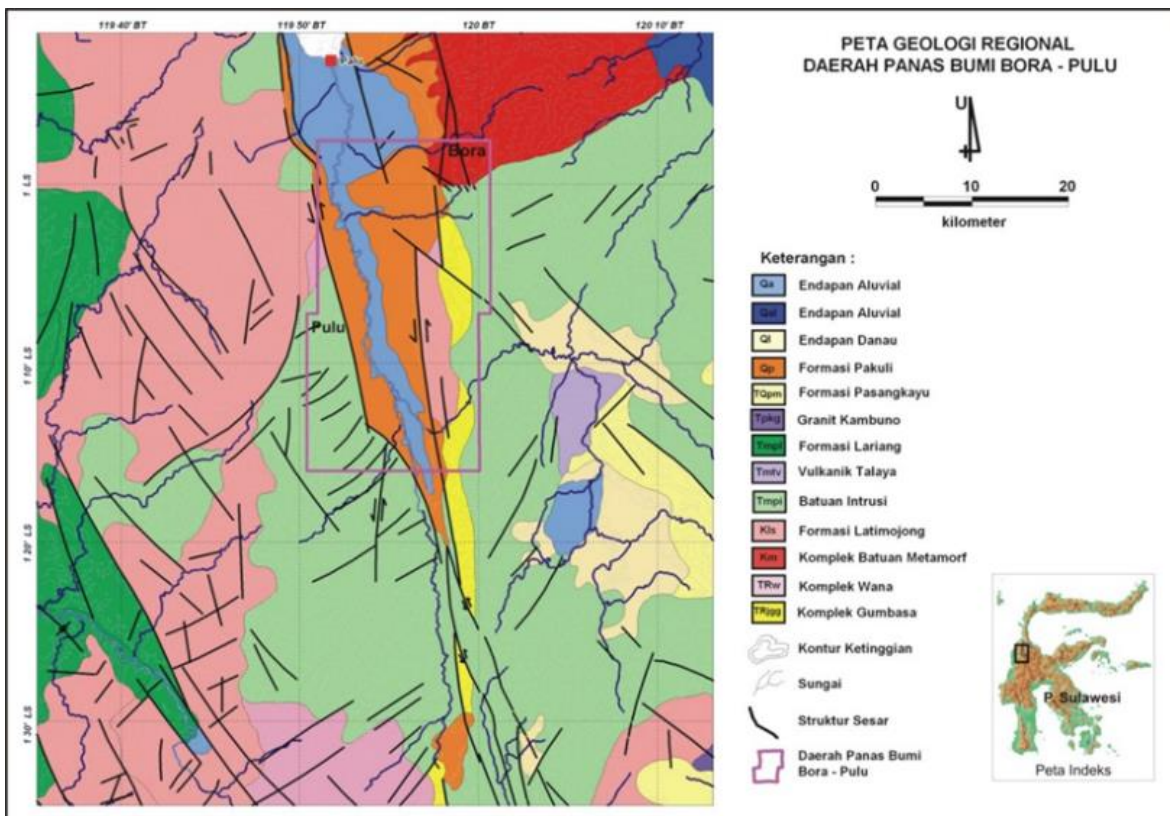 119 40' BT
119 50' BT
120 BT
120 10' BT
1 LS
1 10' LS
1 20' LS
1 30' LS
Palu
Bora
Pulu
PETA GEOLOGI REGIONAL
DAERAH PANAS BUMI BORA - PULU
U
0 10 20
kilometer
Keterangan :
Qa Endapan Aluvial
Qal Endapan Aluvial
Ql Endapan Danau
Qp Formasi Pakuli
TQpm Formasi Pasangkayu
Tpkg Granit Kambuno
Tmpl Formasi Lariang
Tmtv Vulkanik Talaya
Tmpi Batuan Intrusi
Kls Formasi Latimojong
Km Komplek Batuan Metamorf
TRw Komplek Wana
TRjgg Komplek Gumbasa
Kontur Ketinggian
Sungai
Struktur Sesar
Daerah Panas Bumi
Bora - Pulu
P. Sulawesi
Peta Indeks